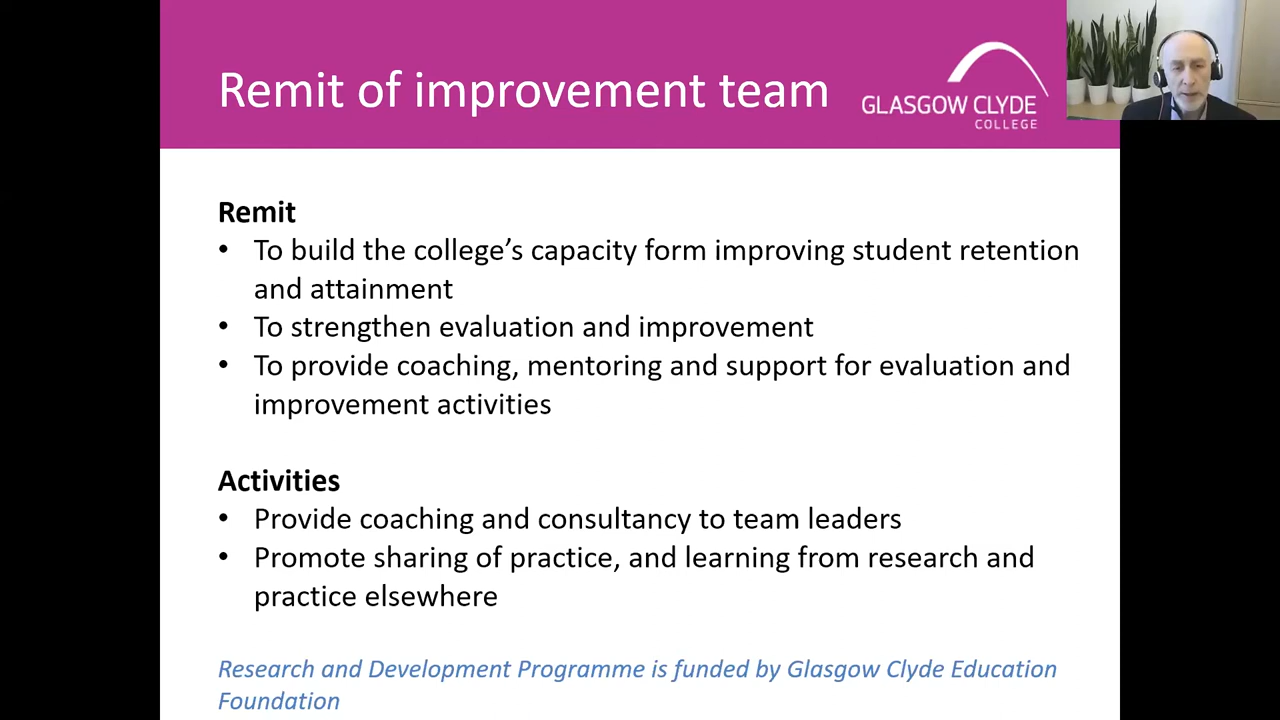 Remit of improvement team
GLASGOW CLYDE
COLLEGE
Remit
• To build the college’s capacity form improving student retention
and attainment
• To strengthen evaluation and improvement
• To provide coaching, mentoring and support for evaluation and
improvement activities
Activities
• Provide coaching and consultancy to team leaders
• Promote sharing of practice, and learning from research and
practice elsewhere
Research and Development Programme is funded by Glasgow Clyde Education
Foundation